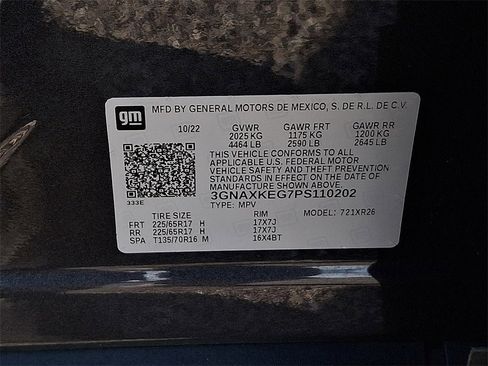 gm MFD BY GENERAL MOTORS DE MEXICO, S. DE R.L. DE C.V.
10/22 GVWR GAWR FRT GAWR RR
2025 KG 1175 KG 1200 KG
4464 LB 2590 LB 2645 LB
THIS VEHICLE CONFORMS TO ALL
APPLICABLE U.S. FEDERAL MOTOR
VEHICLE SAFETY AND THEFT
STANDARDS IN EFFECT ON THE DATE OF
MANUFACTURE SHOWN ABOVE.
3GNAXKEG7PS110202
333E
TYPE: MPV MODEL: 721XR26
TIRE SIZE RIM
FRT 225/65R17 H 17X7J
RR 225/65R17 H 17X7J
SPA T135/70R16 M 16X4BT